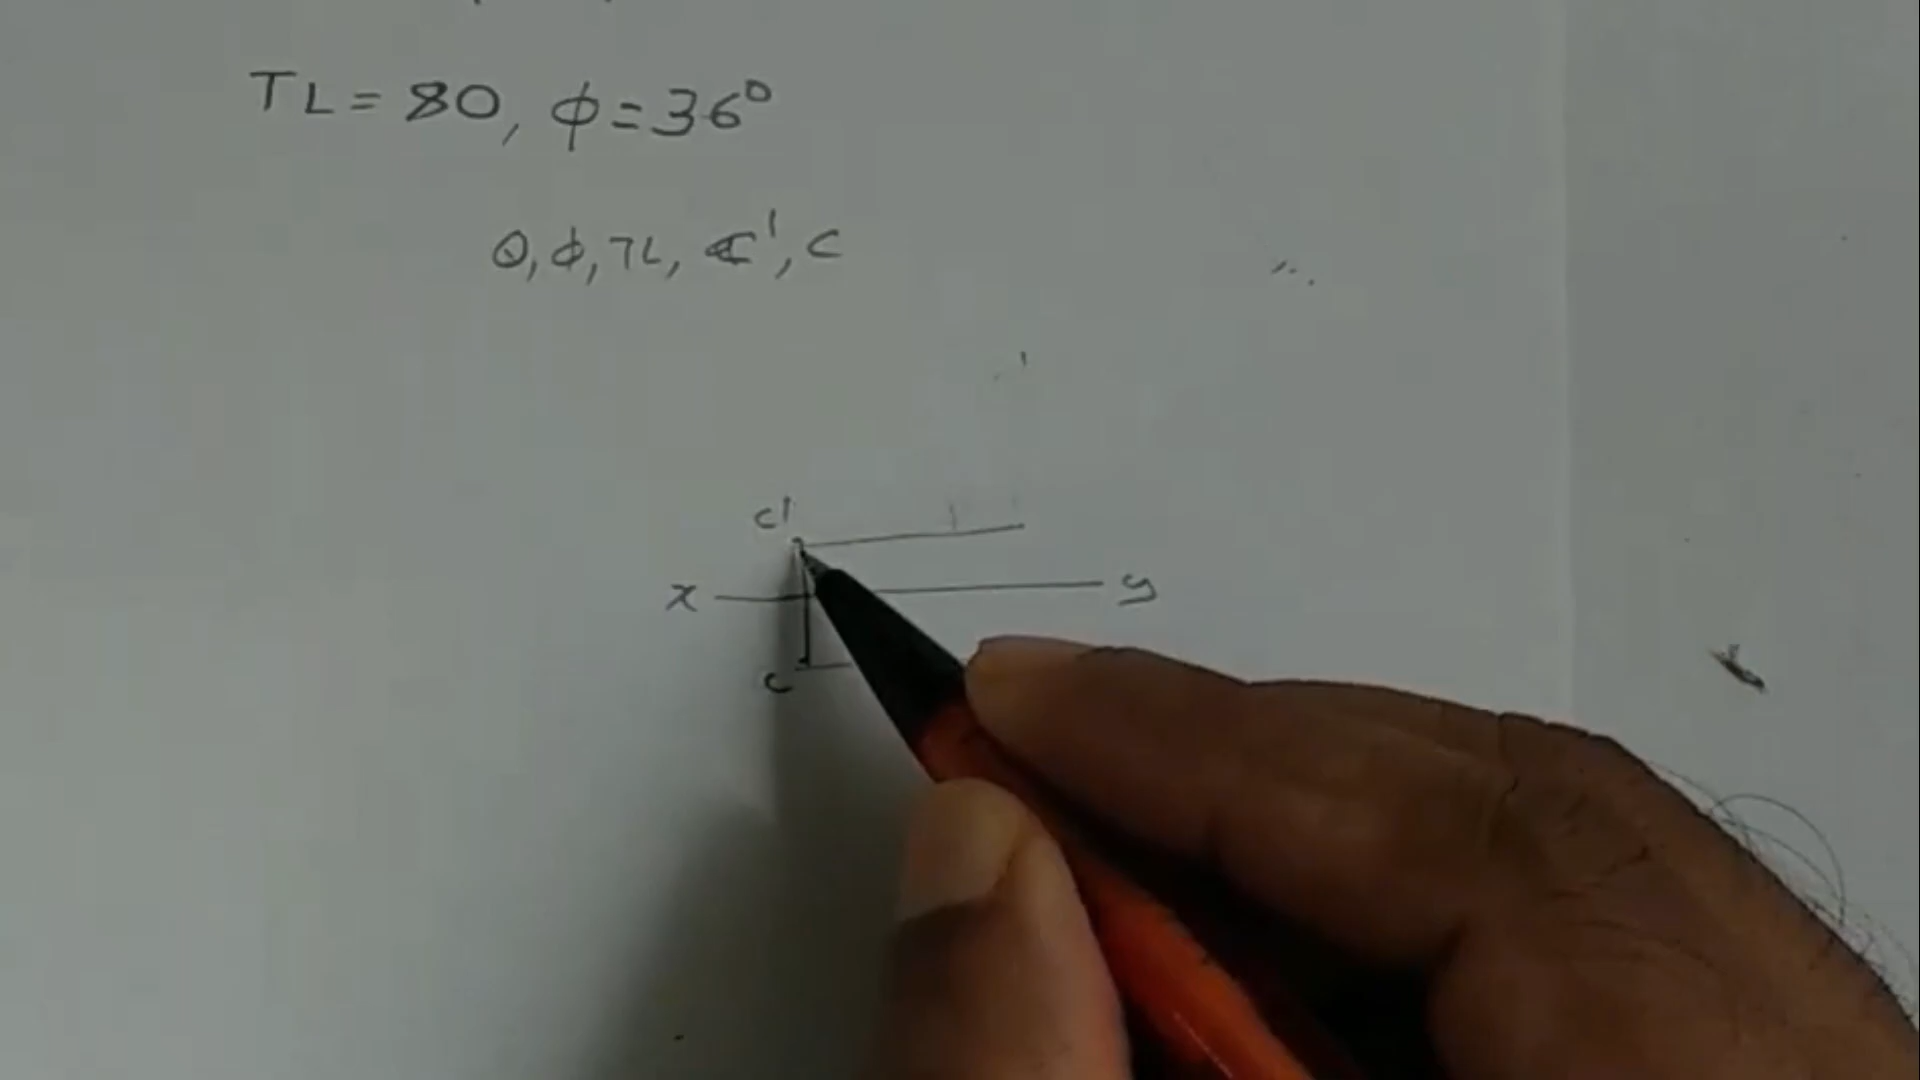 TL = 80, ϕ = 36°
θ, ϕ, TL, c', c
c'
x y
c